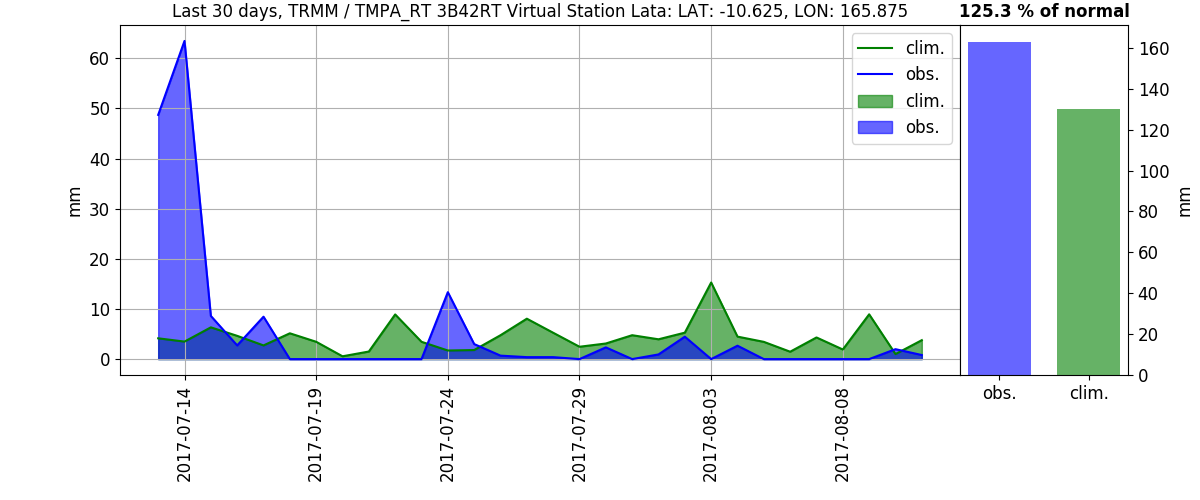 Last 30 days, TRMM / TMPA_RT 3B42RT Virtual Station Lata: LAT: -10.625, LON: 165.875
125.3 % of normal
clim.
obs.
clim.
obs.
60
50
40
30
20
10
0
mm
2017-07-14
2017-07-19
2017-07-24
2017-07-29
2017-08-03
2017-08-08
160
140
120
100
80
60
40
20
0
mm
obs.
clim.